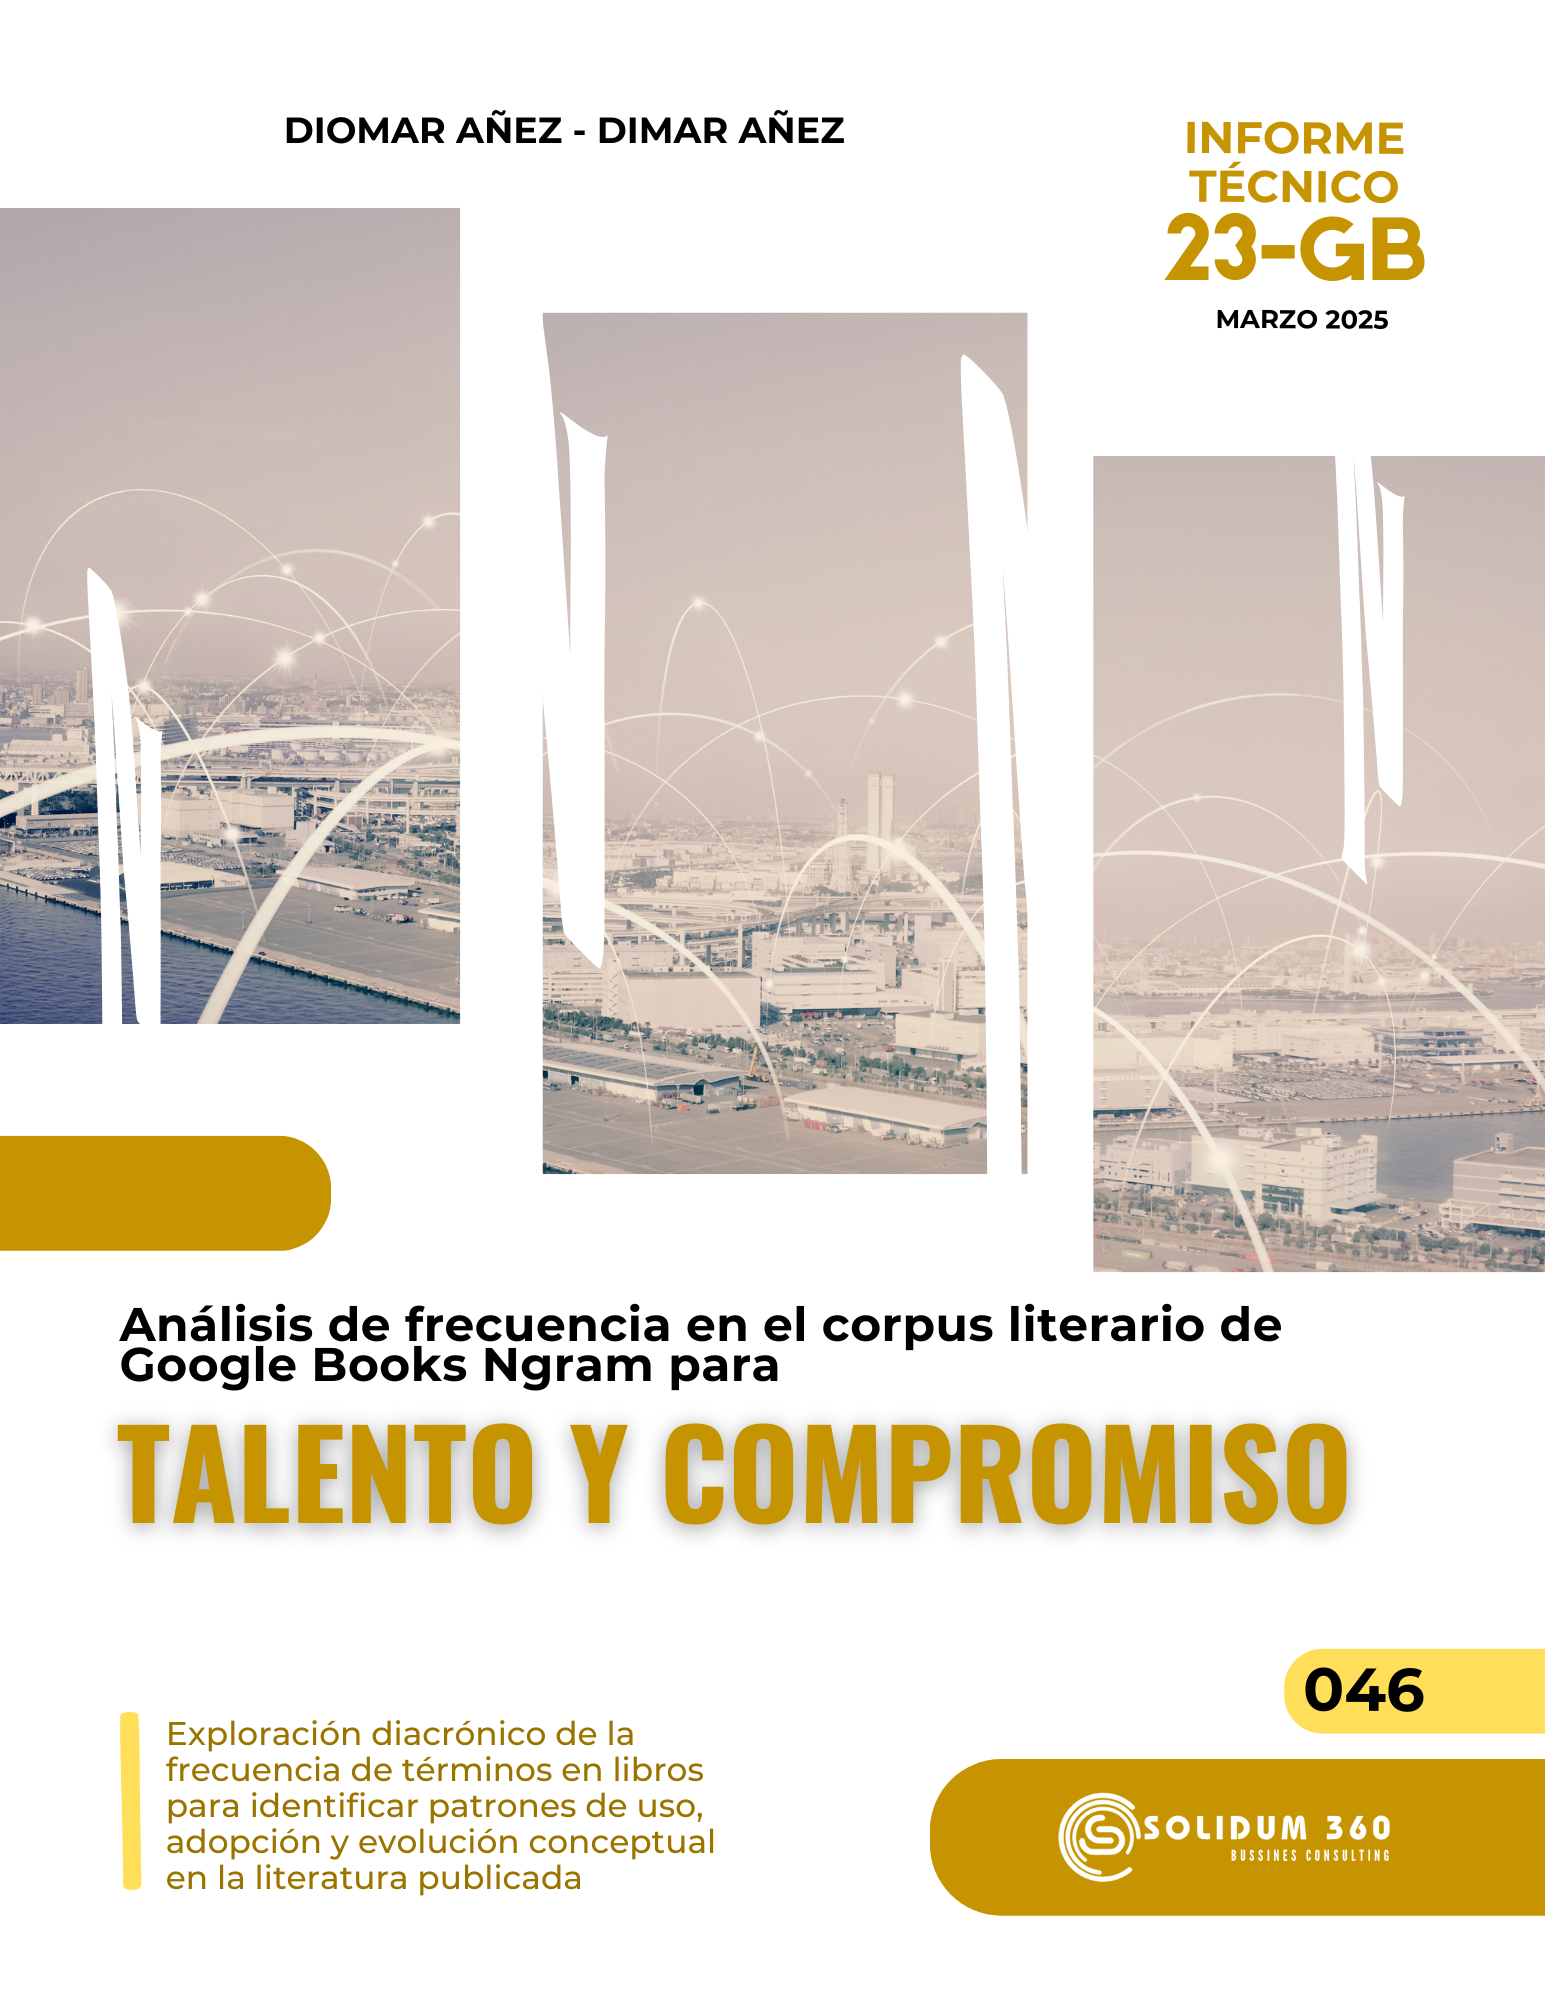 DIOMAR AÑEZ - DIMAR AÑEZ
INFORME
TÉCNICO
23-GB
MARZO 2025
Análisis de frecuencia en el corpus literario de
Google Books Ngram para
TALENTO Y COMPROMISO
046
Exploración diacrónico de la
frecuencia de términos en libros
para identificar patrones de uso,
adopción y evolución conceptual
en la literatura publicada
SOLIDUM 360
BUSSINES CONSULTING